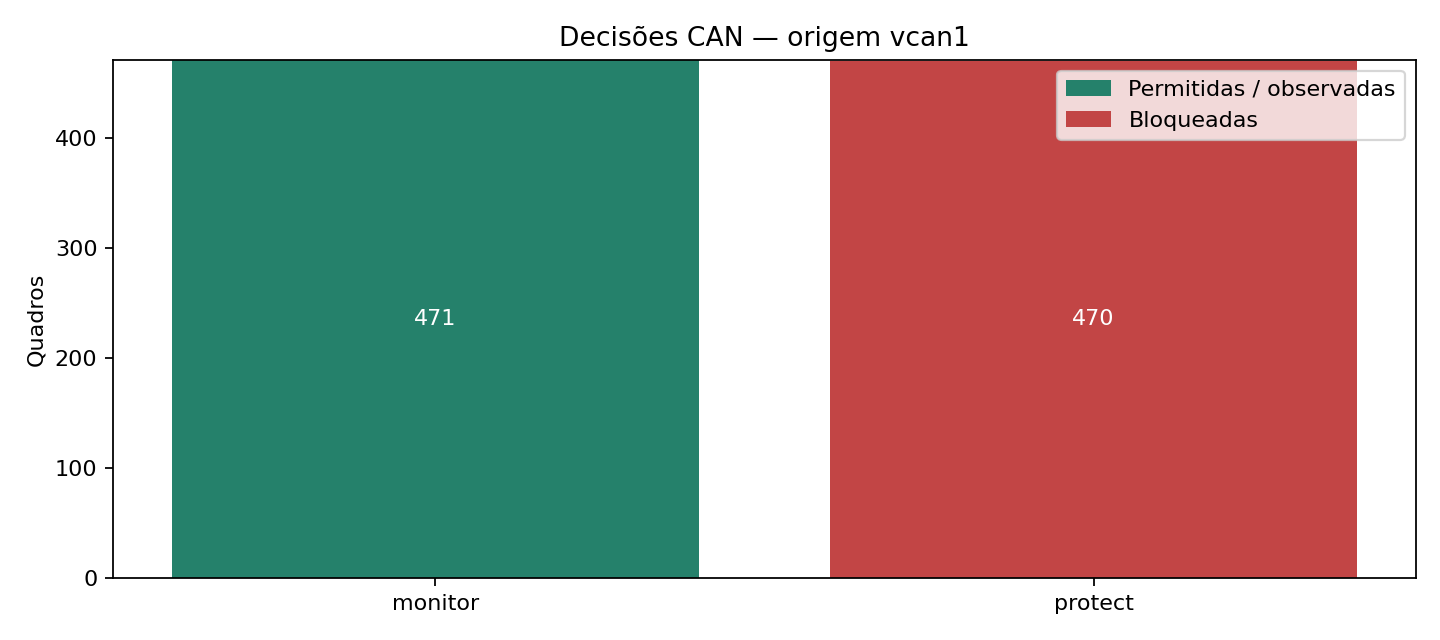 Decisões CAN — origem vcan1
Permitidas / observadas
Bloqueadas
Quadros
400
300
200
100
0
471
470
monitor
protect